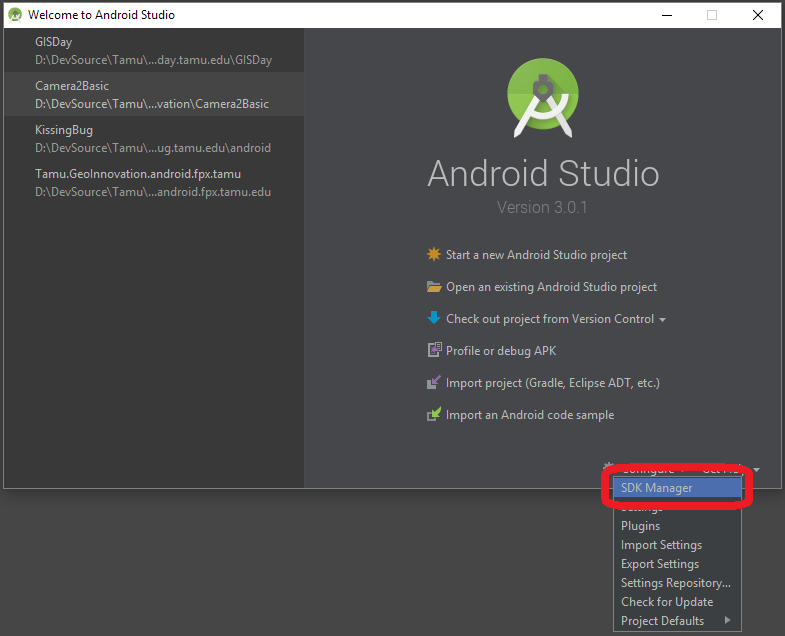 Welcome to Android Studio
GISDay
D:\DevSource\Tamu\...day.tamu.edu\GISDay
Camera2Basic
D:\DevSource\Tamu\...vation\Camera2Basic
KissingBug
D:\DevSource\Tamu\...ug.tamu.edu\android
Tamu.GeoInnovation.android.fpx.tamu
D:\DevSource\Tamu\...android.fpx.tamu.edu
Android Studio
Version 3.0.1
Start a new Android Studio project
Open an existing Android Studio project
Check out project from Version Control
Profile or debug APK
Import project (Gradle, Eclipse ADT, etc.)
Import an Android code sample
Configure Get Help
SDK Manager
Settings
Plugins
Import Settings
Export Settings
Settings Repository...
Check for Update
Project Defaults